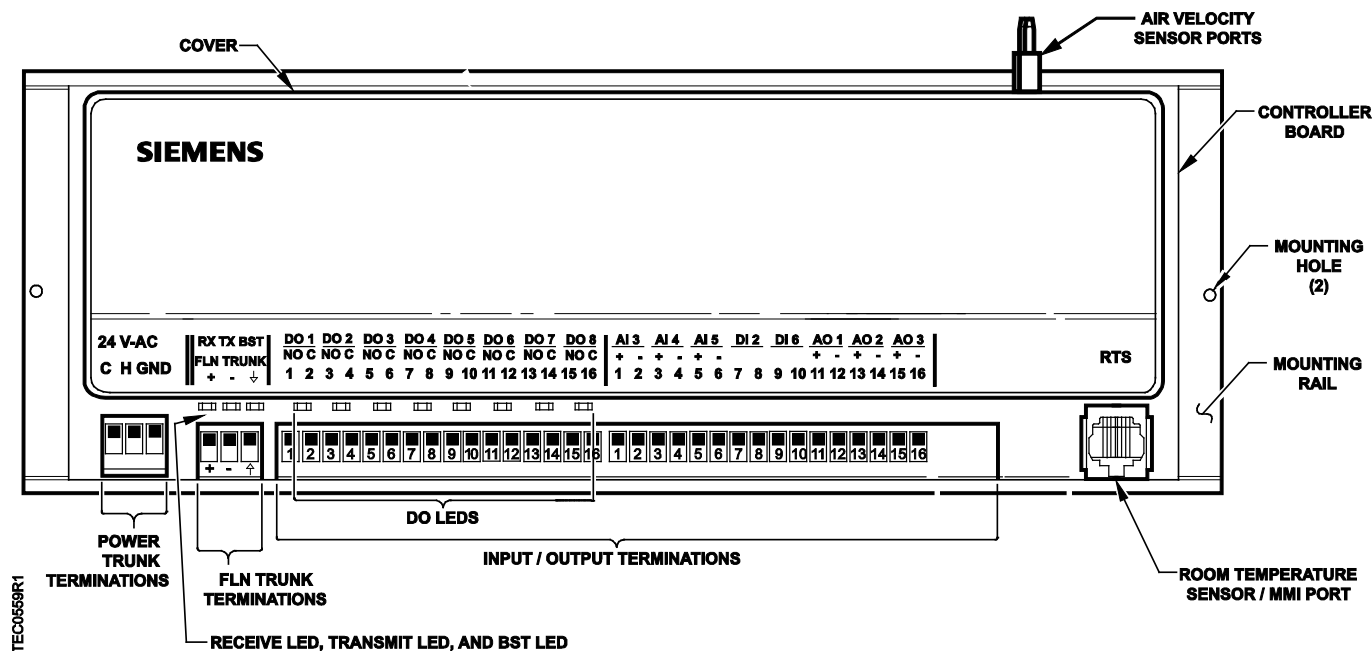 AIR VELOCITY
SENSOR PORTS
COVER
CONTROLLER
BOARD
SIEMENS
MOUNTING
HOLE
(2)
24 V-AC
C H GND
RX TX BST
FLN TRUNK
+ - ⏚
DO 1 DO 2 DO 3 DO 4 DO 5 DO 6 DO 7 DO 8
NO C NO C NO C NO C NO C NO C NO C NO C
1 2 3 4 5 6 7 8 9 10 11 12 13 14 15 16
AI 3 AI 4 AI 5 DI 2 DI 6 AO 1 AO 2 AO 3
+ - + - + - + - + - + -
1 2 3 4 5 6 7 8 9 10 11 12 13 14 15 16
RTS
MOUNTING
RAIL
+ -
1 2 3 4 5 6 7 8 9 10 11 12 13 14 15 16 1 2 3 4 5 6 7 8 9 10 11 12 13 14 15 16
DO LEDS
POWER
TRUNK
TERMINATIONS
INPUT / OUTPUT TERMINATIONS
FLN TRUNK
TERMINATIONS
ROOM TEMPERATURE
SENSOR / MMI PORT
RECEIVE LED, TRANSMIT LED, AND BST LED
TEC0559R1